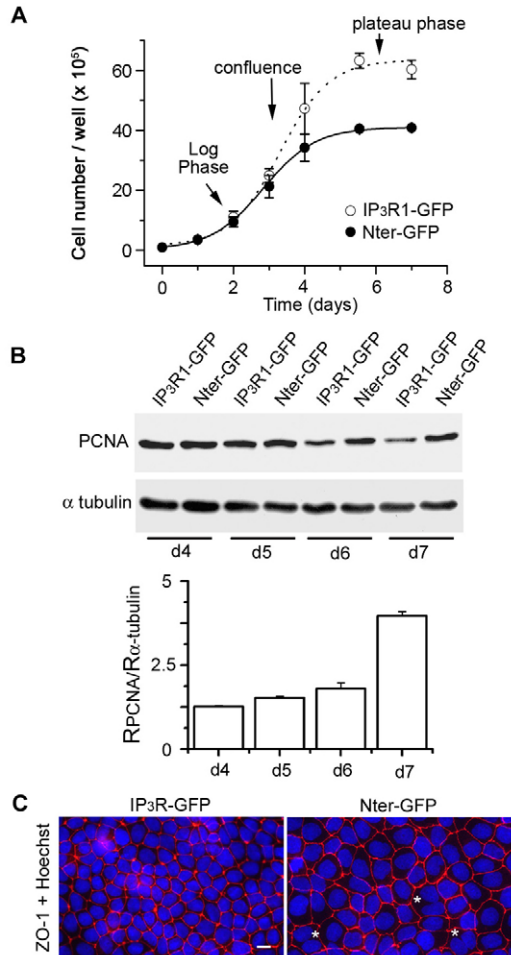 A
Cell number / well (x 10⁵)
60
40
20
0
plateau phase
confluence
Log
Phase
IP₃R1-GFP
Nter-GFP
0
2
4
6
8
Time (days)
B
IP₃R1-GFP
Nter-GFP
IP₃R1-GFP
Nter-GFP
IP₃R1-GFP
Nter-GFP
IP₃R1-GFP
Nter-GFP
PCNA
α tubulin
d4
d5
d6
d7
RPCNA/Rα-tubulin
5
2.5
0
d4
d5
d6
d7
C
IP₃R-GFP
Nter-GFP
ZO-1 + Hoechst
*
*
*